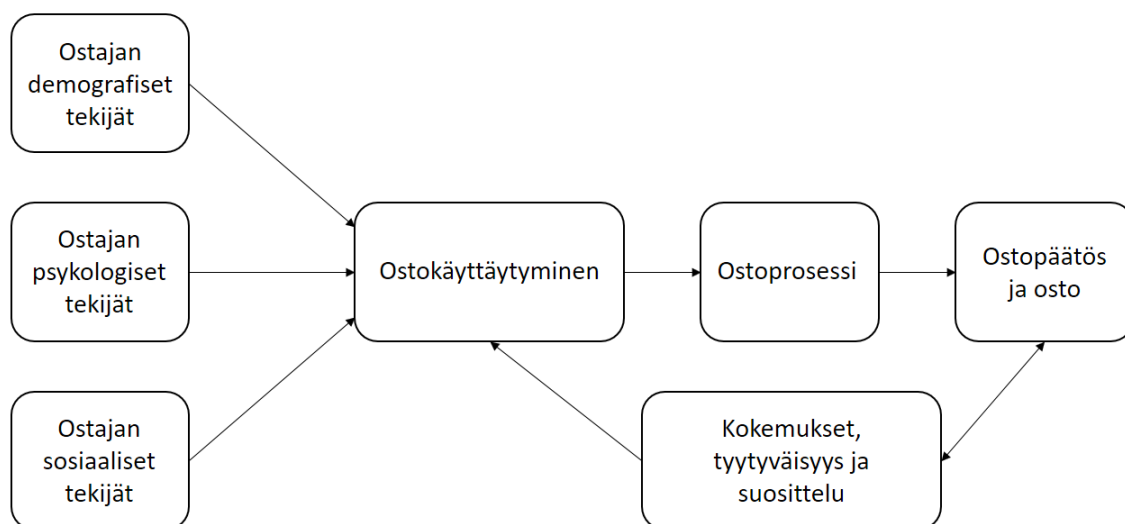 Ostajan
demografiset
tekijät
Ostajan
psykologiset
tekijät
Ostajan
sosiaaliset
tekijät
Ostokäyttäytyminen
Ostoprosessi
Ostopäätös
ja osto
Kokemukset,
tyytyväisyys ja
suosittelu